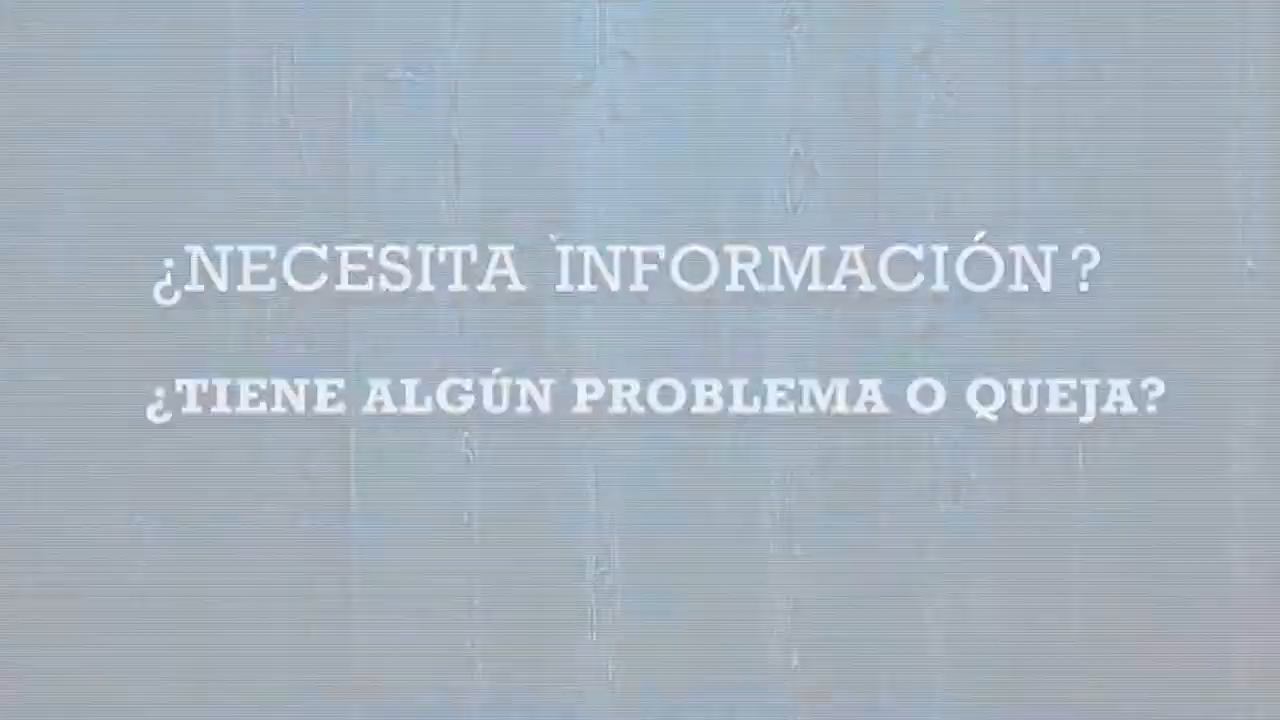 ¿NECESITA INFORMACIÓN?
¿TIENE ALGÚN PROBLEMA O QUEJA?